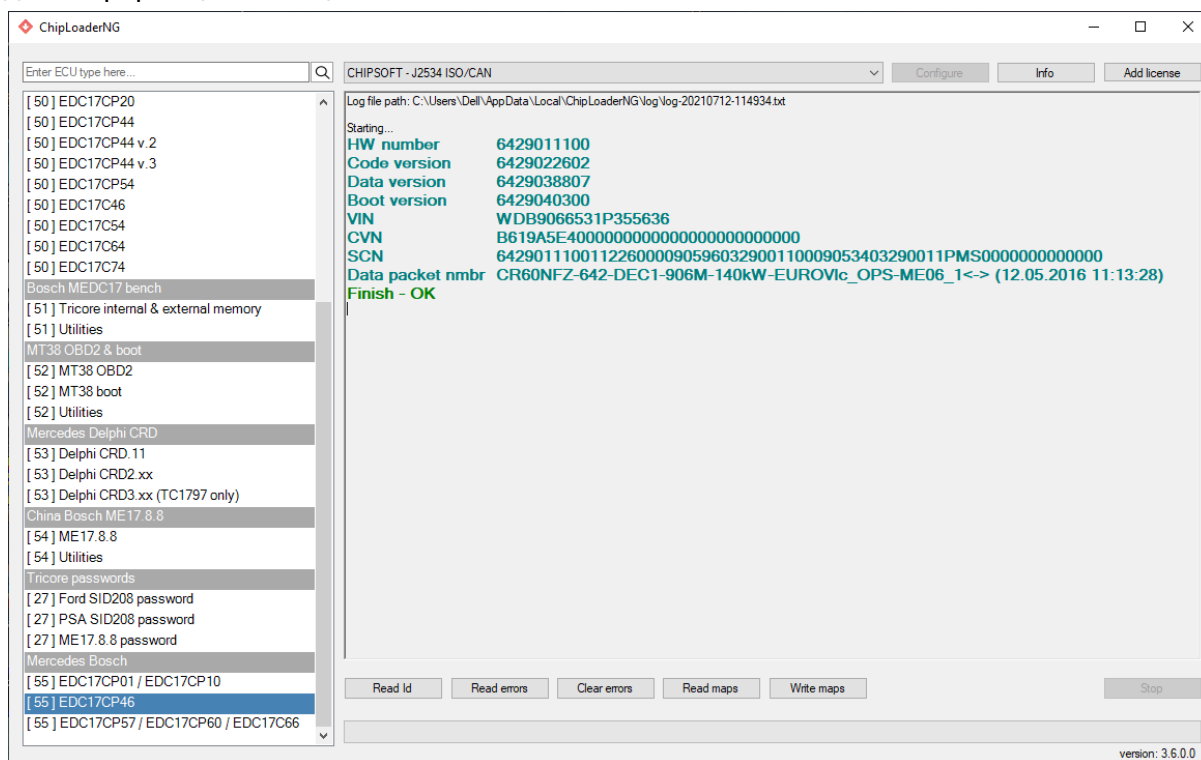 ChipLoaderNG
Enter ECU type here...
CHIPSOFT - J2534 ISO/CAN
Configure
Info
Add license
[ 50 ] EDC17CP20
[ 50 ] EDC17CP44
[ 50 ] EDC17CP44 v.2
[ 50 ] EDC17CP44 v.3
[ 50 ] EDC17CP54
[ 50 ] EDC17C46
[ 50 ] EDC17C54
[ 50 ] EDC17C64
[ 50 ] EDC17C74
Bosch MEDC17 bench
[ 51 ] Tricore internal & external memory
[ 51 ] Utilities
MT38 OBD2 & boot
[ 52 ] MT38 OBD2
[ 52 ] MT38 boot
[ 52 ] Utilities
Mercedes Delphi CRD
[ 53 ] Delphi CRD.11
[ 53 ] Delphi CRD2.xx
[ 53 ] Delphi CRD3.xx (TC1797 only)
China Bosch ME17.8.8
[ 54 ] ME17.8.8
[ 54 ] Utilities
Tricore passwords
[ 27 ] Ford SID208 password
[ 27 ] PSA SID208 password
[ 27 ] ME17.8.8 password
Mercedes Bosch
[ 55 ] EDC17CP01 / EDC17CP10
[ 55 ] EDC17CP46
[ 55 ] EDC17CP57 / EDC17CP60 / EDC17C66
Log file path: C:\Users\Dell\AppData\Local\ChipLoaderNG\log\log-20210712-114934.txt
Starting...
HW number 6429011100
Code version 6429022602
Data version 6429038807
Boot version 6429040300
VIN WDB9066531P355636
CVN B619A5E4000000000000000000000000
SCN 642901110011226000090596032900110009053403290011PMS0000000000000
Data packet nmbr CR60NFZ-642-DEC1-906M-140kW-EUROVIc_OPS-ME06_1<-> (12.05.2016 11:13:28)
Finish - OK
Read Id
Read errors
Clear errors
Read maps
Write maps
Stop
version: 3.6.0.0